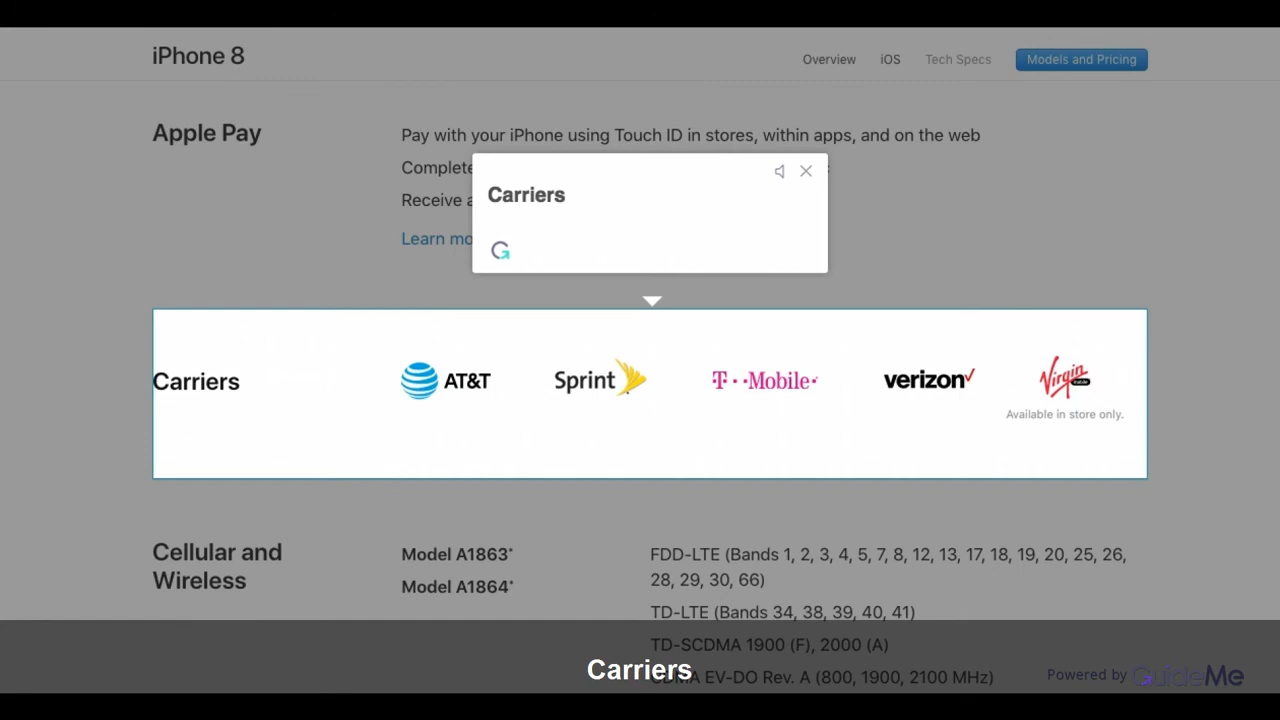 iPhone 8
Overview
iOS
Tech Specs
Models and Pricing
Apple Pay
Pay with your iPhone using Touch ID in stores, within apps, and on the web
Complete
Receive
Learn
Carriers
Carriers
AT&T
Sprint
T··Mobile·
verizon✓
Virgin
mobile
Available in store only.
Cellular and
Wireless
Model A1863*
Model A1864*
FDD-LTE (Bands 1, 2, 3, 4, 5, 7, 8, 12, 13, 17, 18, 19, 20, 25, 26,
28, 29, 30, 66)
TD-LTE (Bands 34, 38, 39, 40, 41)
TD-SCDMA 1900 (F), 2000 (A)
CDMA EV-DO Rev. A (800, 1900, 2100 MHz)
Carriers
Powered by GuideMe